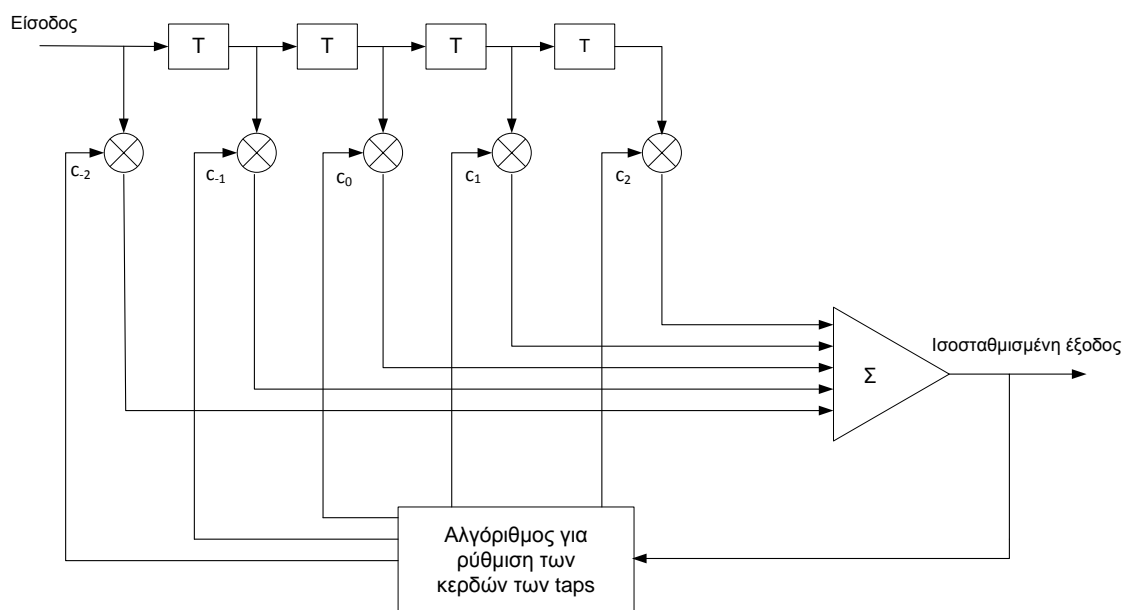 Είσοδος
T
T
T
T
c-2
c-1
c0
c1
c2
Ισοσταθμισμένη έξοδος
Σ
Αλγόριθμος για
ρύθμιση των
κερδών των taps